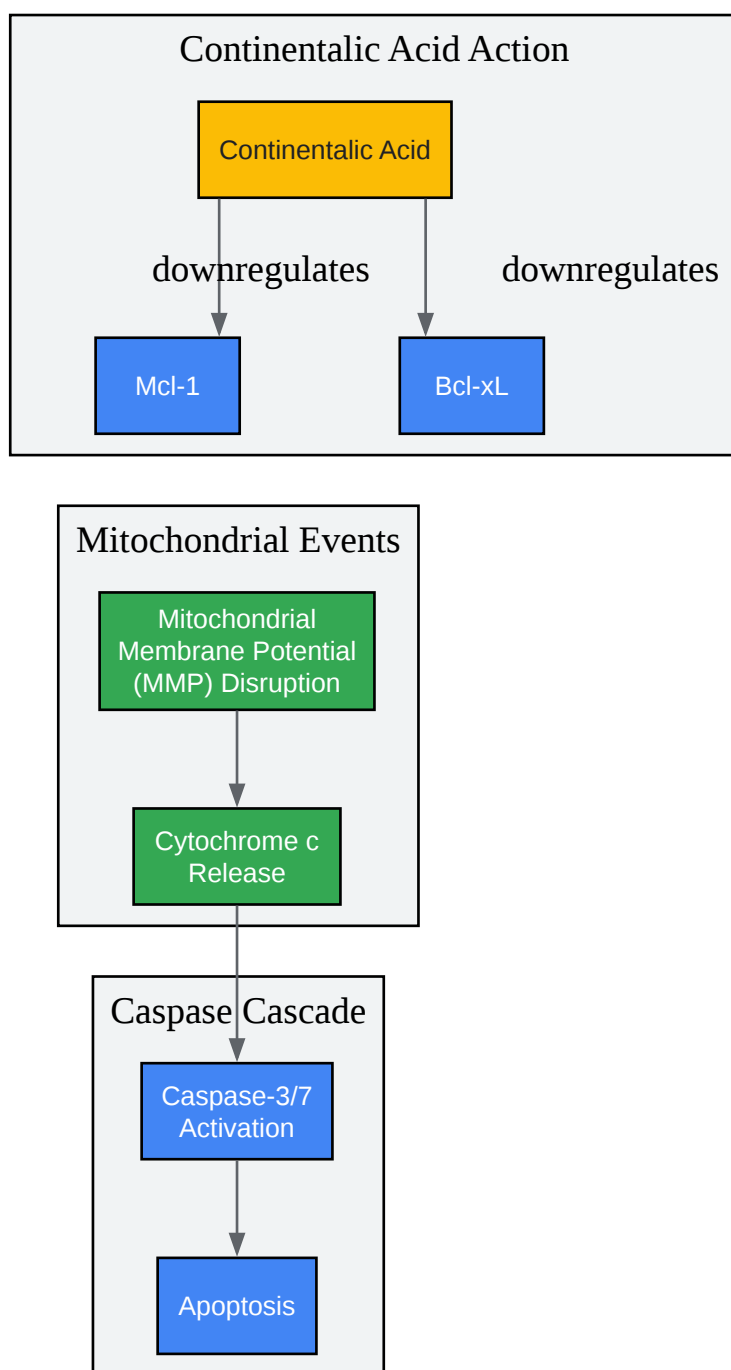 Continentalic Acid Action
Continentalic Acid
downregulates
downregulates
Mcl-1
Bcl-xL
Mitochondrial Events
Mitochondrial
Membrane Potential
(MMP) Disruption
Cytochrome c
Release
Caspase Cascade
Caspase-3/7
Activation
Apoptosis